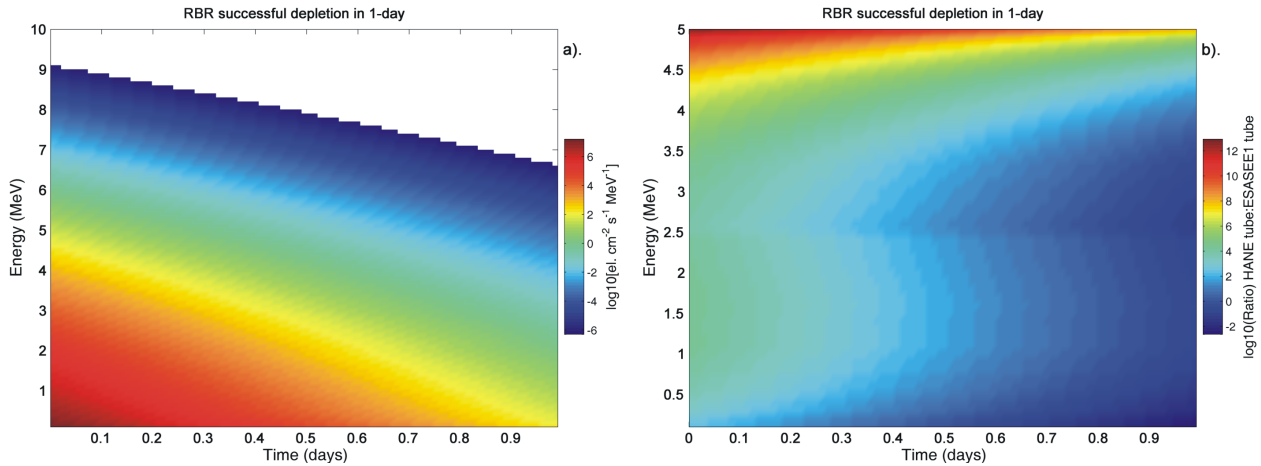 RBR successful depletion in 1-day
a).
10
9
8
7
6
5
4
3
2
1
Energy (MeV)
0.1 0.2 0.3 0.4 0.5 0.6 0.7 0.8 0.9
Time (days)
6
4
2
0
-2
-4
-6
log10[el. cm-2 s-1 MeV-1]
RBR successful depletion in 1-day
b).
5
4.5
4
3.5
3
2.5
2
1.5
1
0.5
Energy (MeV)
0 0.1 0.2 0.3 0.4 0.5 0.6 0.7 0.8 0.9
Time (days)
12
10
8
6
4
2
0
-2
log10(Ratio) HANE tube:ESASEE1 tube